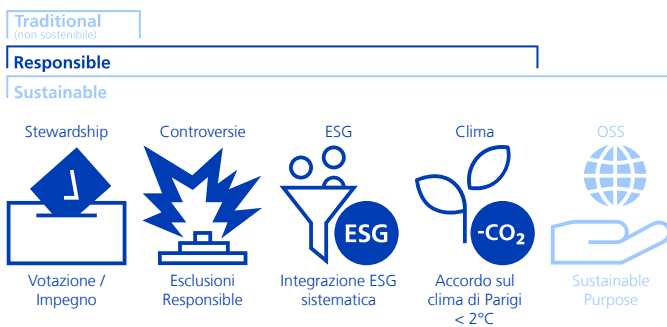 Traditional
(non sostenibile)
Responsible
Sustainable
Stewardship
Controversie
ESG
Clima
OSS
ESG
-CO₂
Votazione /
Impegno
Esclusioni
Responsible
Integrazione ESG
sistematica
Accordo sul
clima di Parigi
< 2°C
Sustainable
Purpose